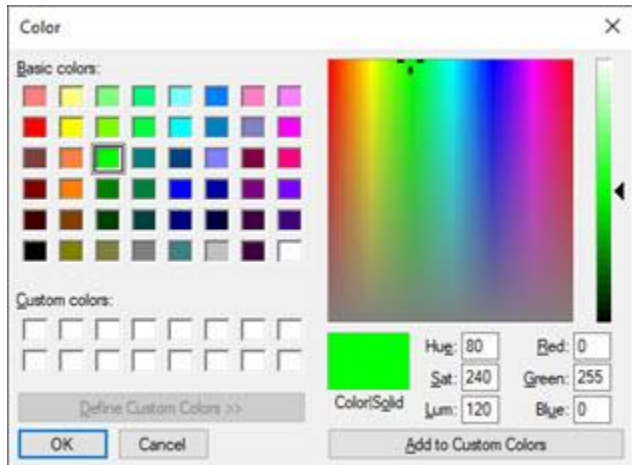 Color
Basic colors:
Custom colors:
Define Custom Colors >>
OK Cancel
Color|Solid
Hue: 80 Red: 0
Sat: 240 Green: 255
Lum: 120 Blue: 0
Add to Custom Colors